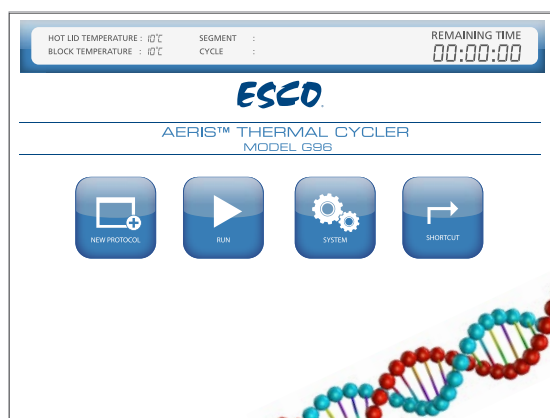 HOT LID TEMPERATURE : 10°C SEGMENT : REMAINING TIME
BLOCK TEMPERATURE : 10°C CYCLE : 00:00:00
ESCO
AERIS™ THERMAL CYCLER
MODEL G96
NEW PROTOCOL RUN SYSTEM SHORTCUT